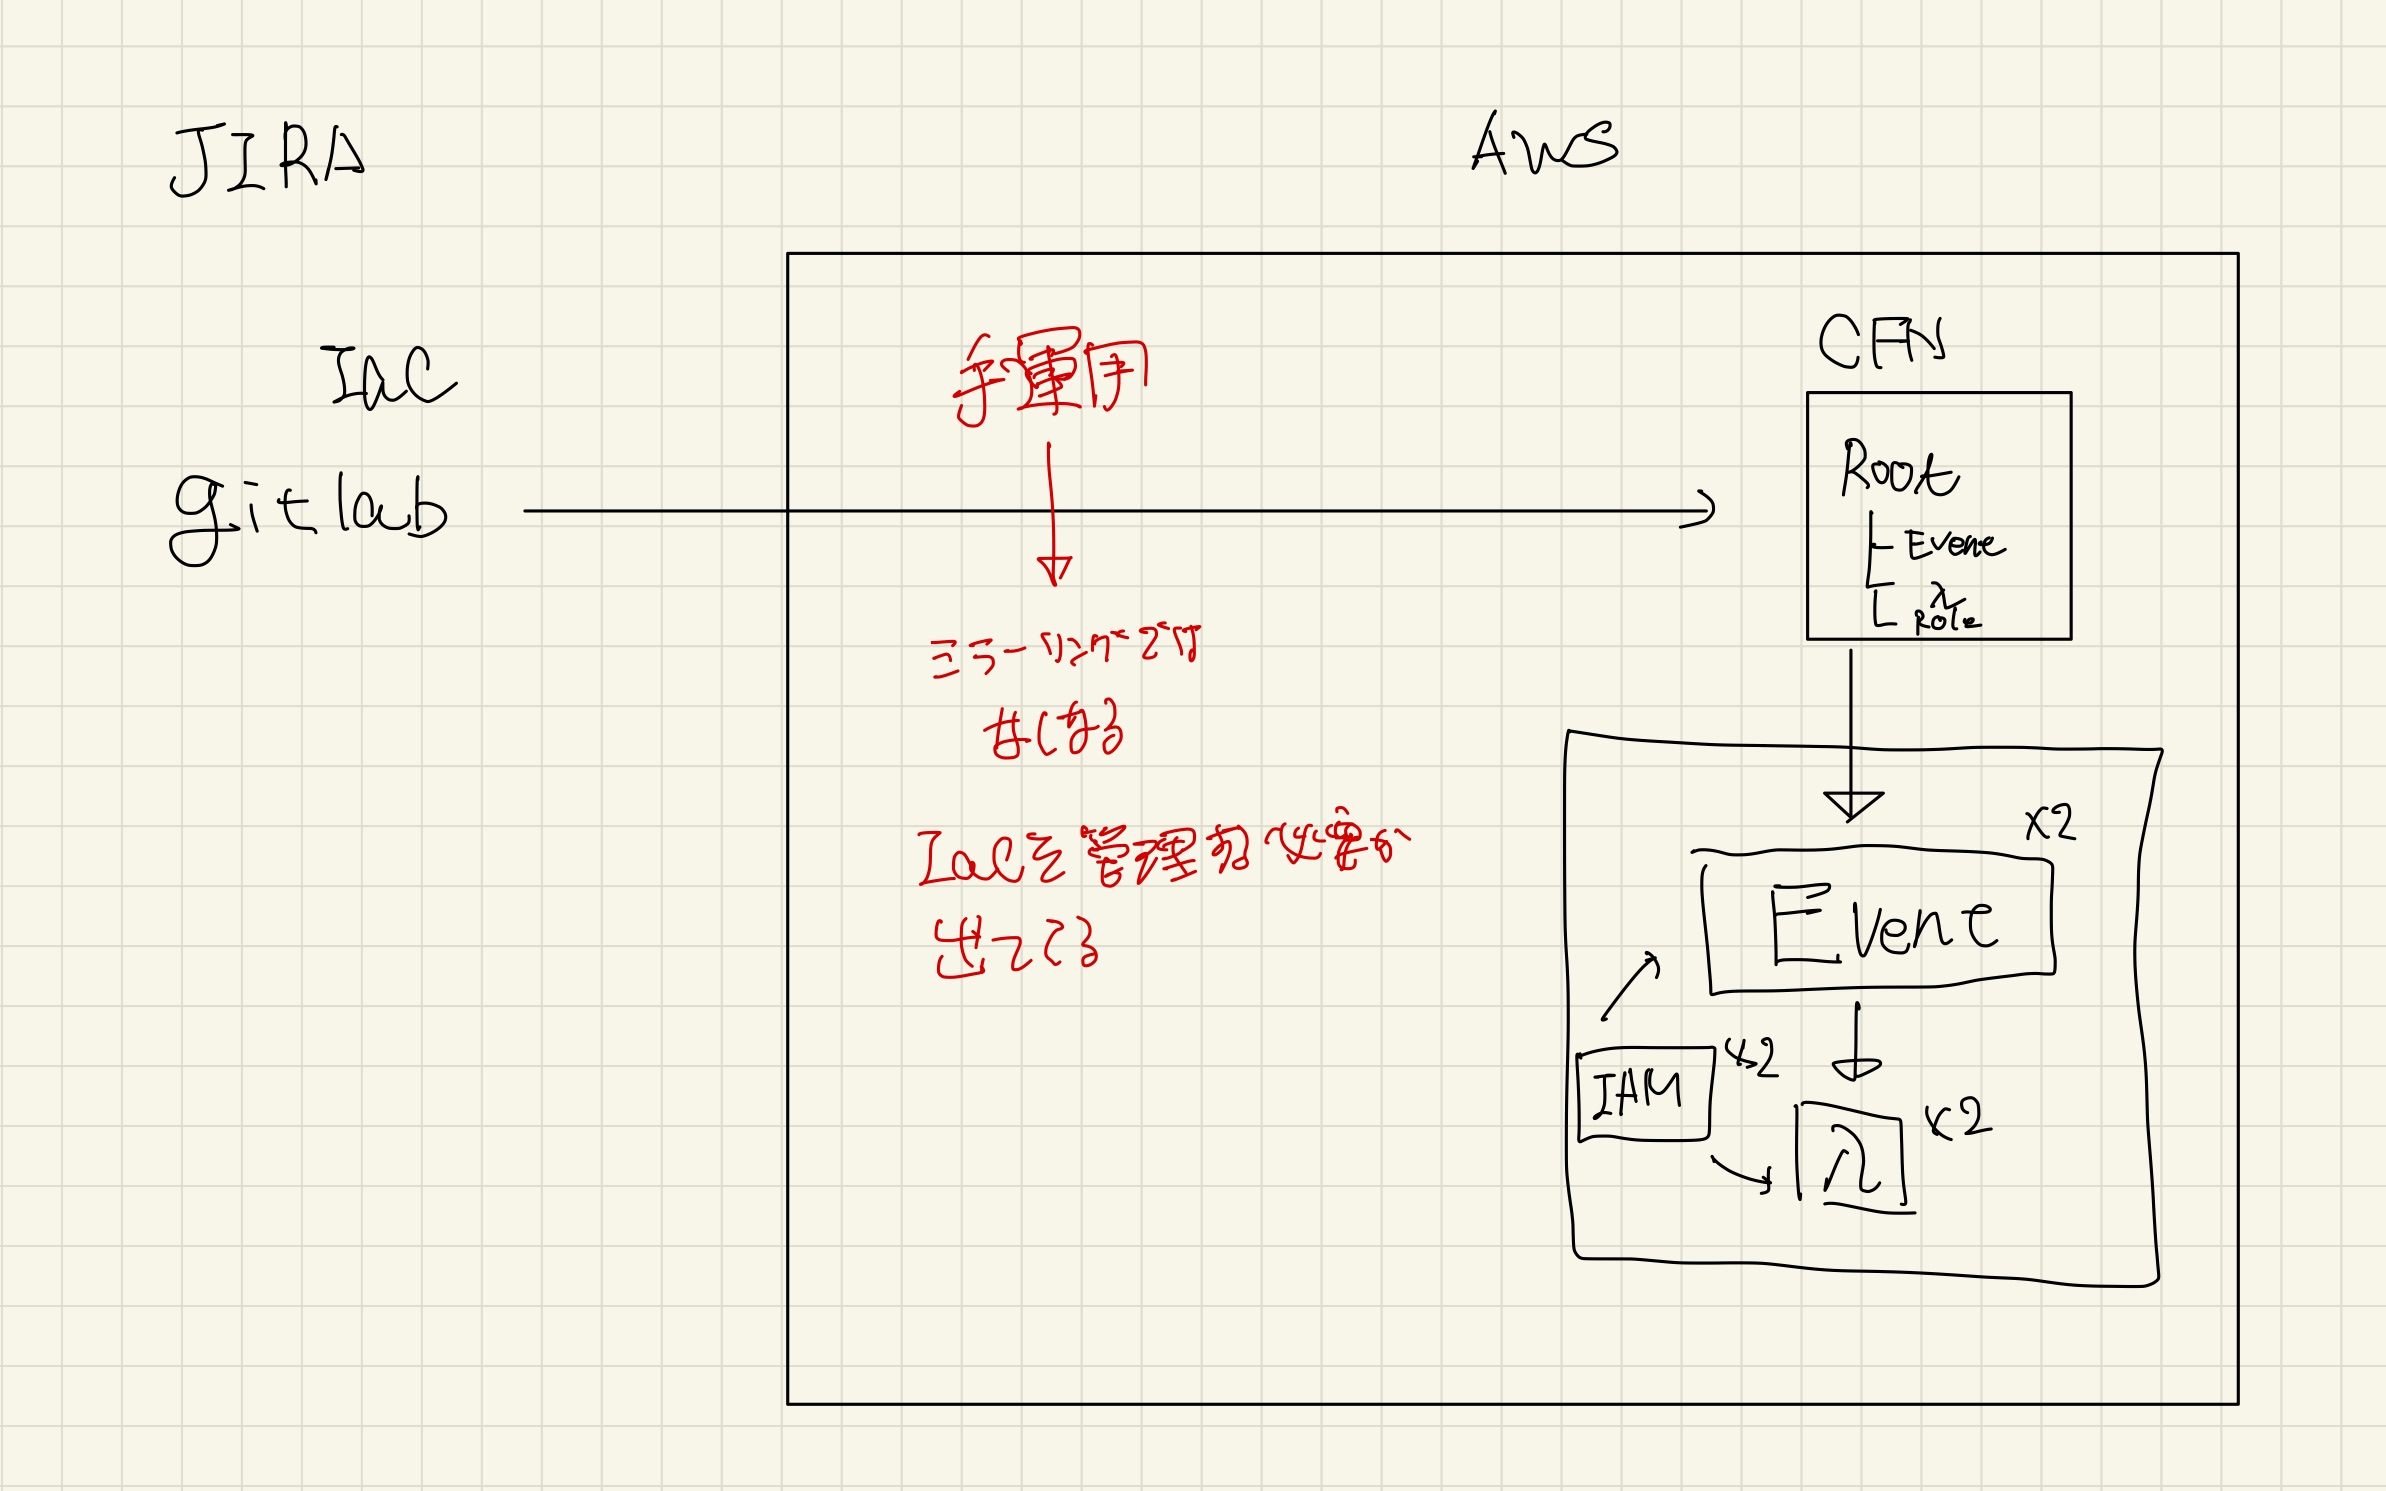 JIRA
AWS
IaC
gitlab
手運用
ミラーリングでは
なくなる
IaCを管理する必要が
出てくる
CFN
Root
Event
λ
Role
x2
Event
IAM
x2
λ
x2